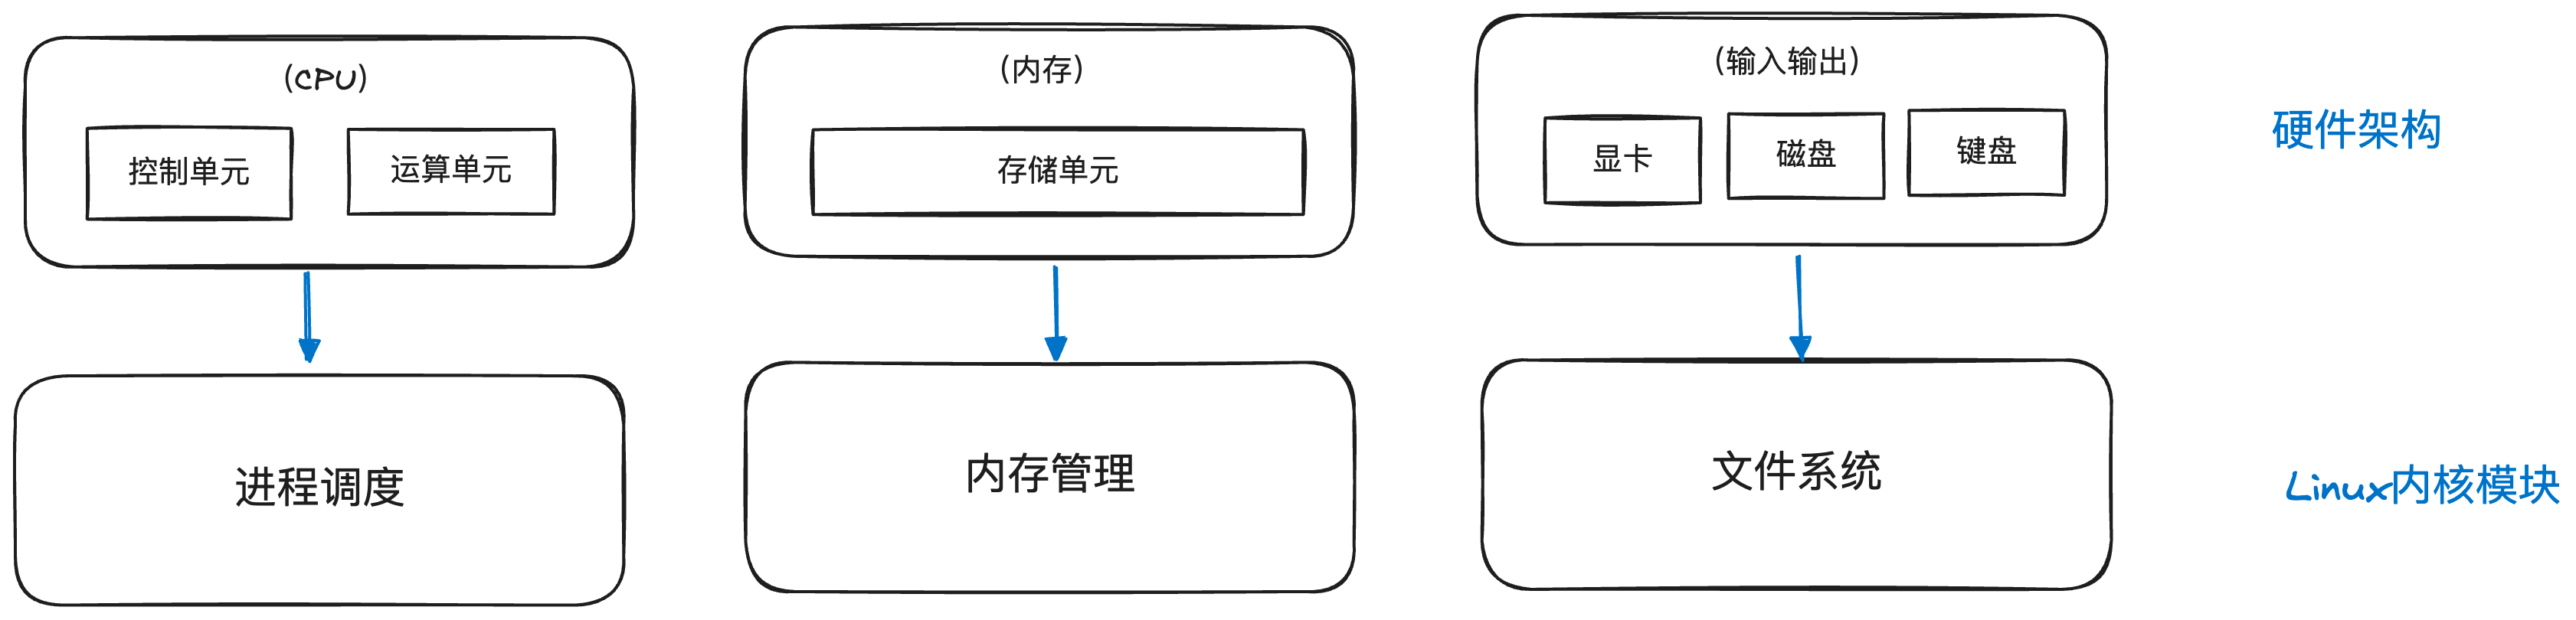 (CPU)
控制单元
运算单元
(内存)
存储单元
(输入输出)
显卡
磁盘
键盘
硬件架构
进程调度
内存管理
文件系统
Linux内核模块